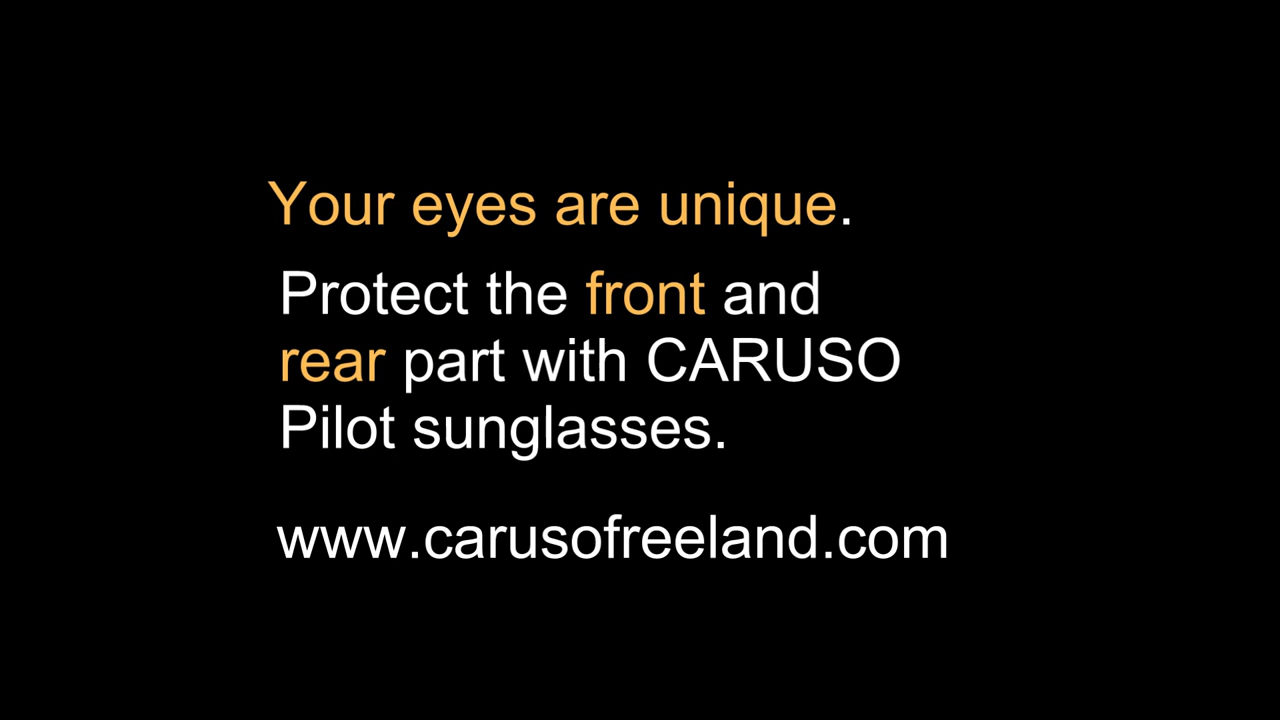 Your eyes are unique.
Protect the front and
rear part with CARUSO
Pilot sunglasses.
www.carusofreeland.com